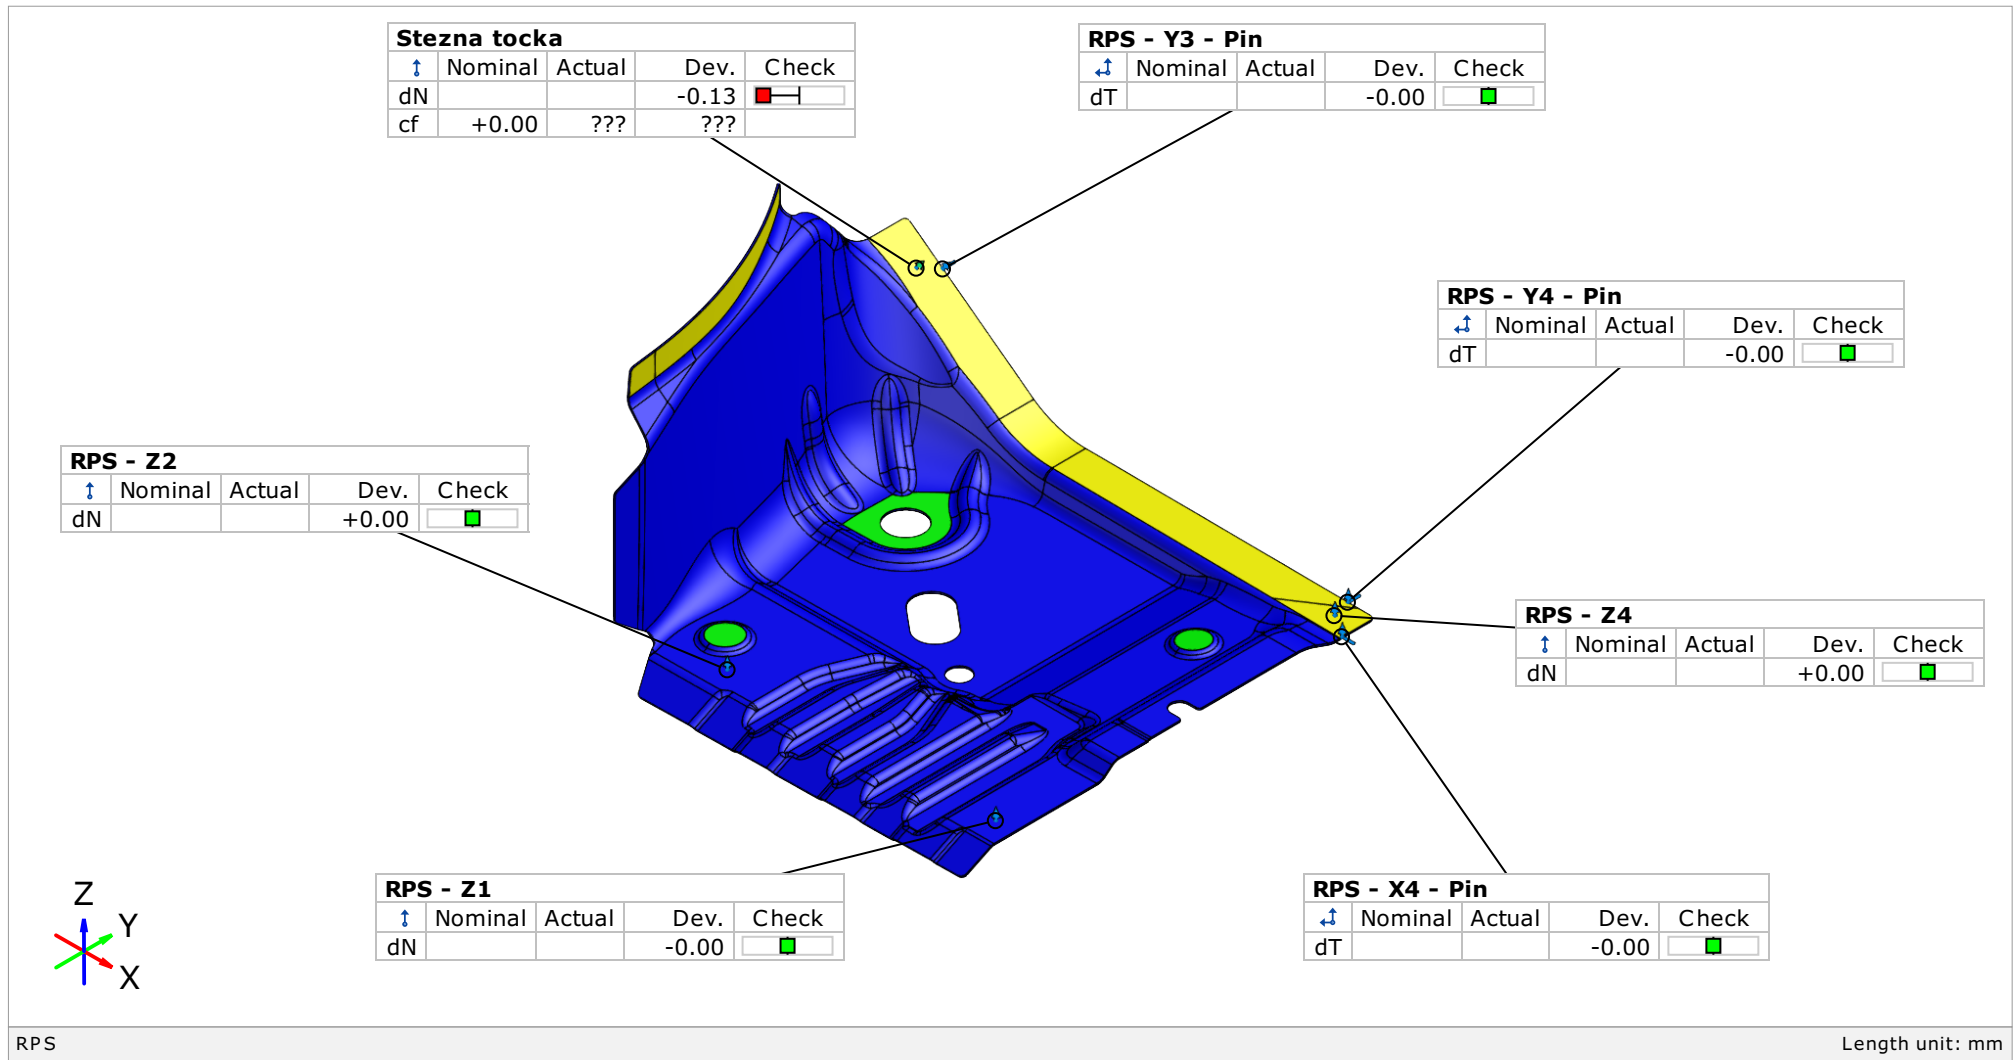 Stezna tocka
Nominal Actual Dev. Check
dN -0.13
cf +0.00 ??? ???
RPS - Y3 - Pin
Nominal Actual Dev. Check
dT -0.00
RPS - Y4 - Pin
Nominal Actual Dev. Check
dT -0.00
RPS - Z2
Nominal Actual Dev. Check
dN +0.00
RPS - Z4
Nominal Actual Dev. Check
dN +0.00
RPS - Z1
Nominal Actual Dev. Check
dN -0.00
RPS - X4 - Pin
Nominal Actual Dev. Check
dT -0.00
Z
Y
X
RPS
Length unit: mm